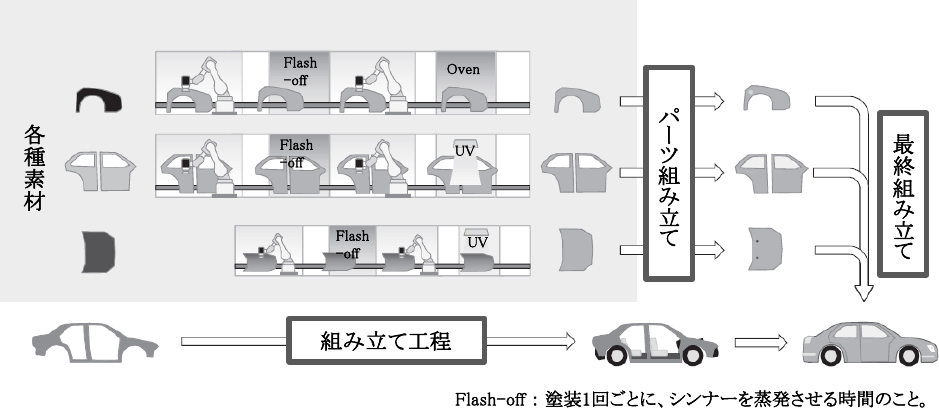 各種素材
Flash
-off
Oven
Flash
-off
UV
Flash
-off
UV
パーツ組み立て
最終組み立て
組み立て工程
Flash-off : 塗装1回ごとに、シンナーを蒸発させる時間のこと。